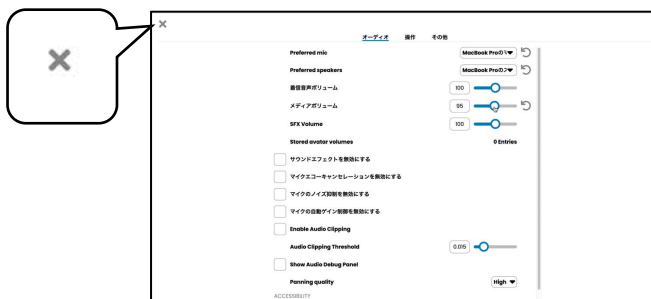 オーディオ 操作 その他
Preferred mic MacBook Proの
Preferred speakers MacBook Proの
着信音声ボリューム 100
メディアボリューム 95
SFX Volume 100
Stored avatar volumes 0 Entries
サウンドエフェクトを無効にする
マイクエコーキャンセレーションを無効にする
マイクのノイズ抑制を無効にする
マイクの自動ゲイン制御を無効にする
Enable Audio Clipping
Audio Clipping Threshold 0.015
Show Audio Debug Panel
Panning quality High
ACCESSIBILITY